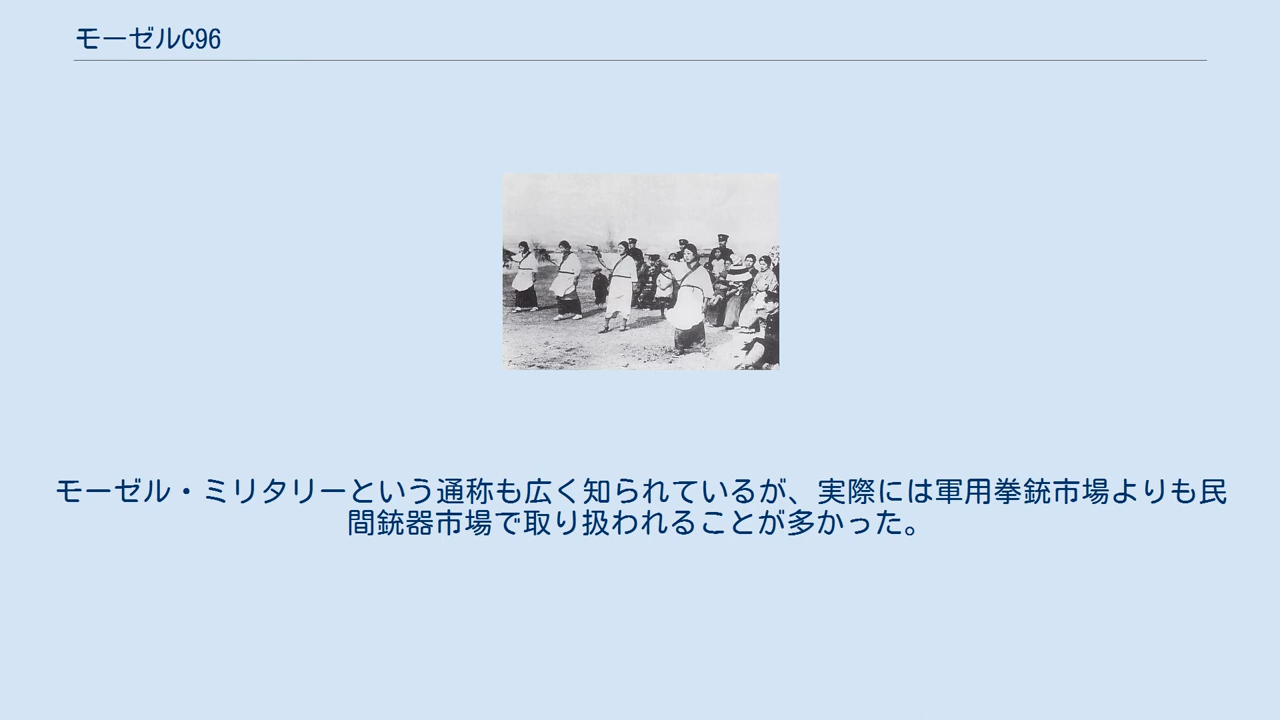 モーゼルC96
モーゼル・ミリタリーという通称も広く知られているが、実際には軍用拳銃市場よりも民
間銃器市場で取り扱われることが多かった。